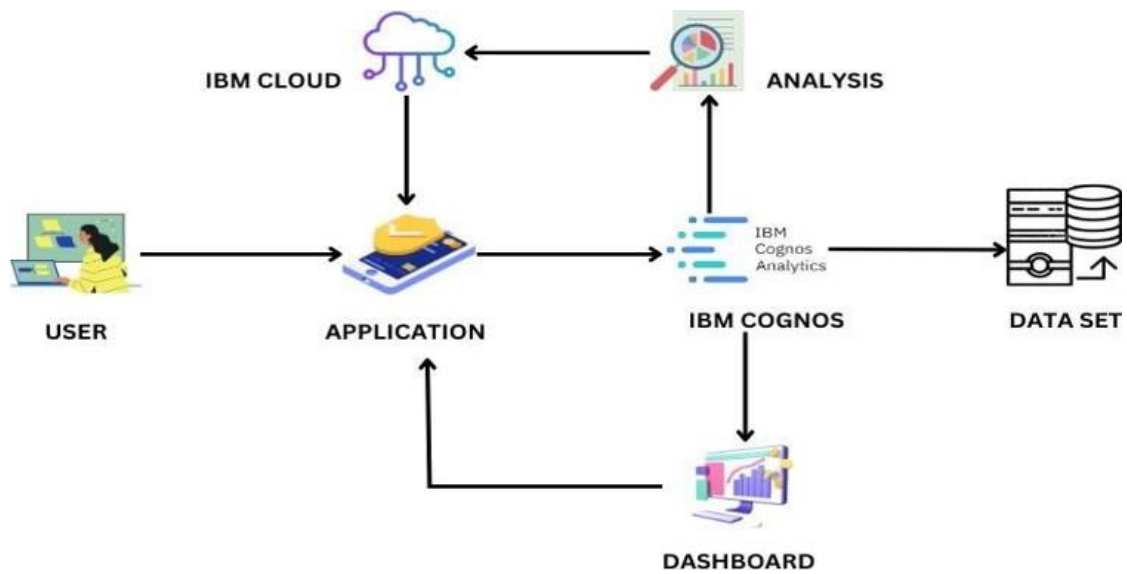 IBM CLOUD
ANALYSIS
IBM
Cognos
Analytics
USER
APPLICATION
IBM COGNOS
DATA SET
DASHBOARD